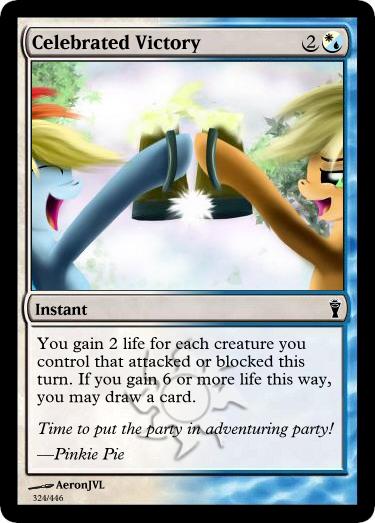 Celebrated Victory 2
Instant
You gain 2 life for each creature you
control that attacked or blocked this
turn. If you gain 6 or more life this way,
you may draw a card.
Time to put the party in adventuring party!
—Pinkie Pie
AeronJVL
324/446